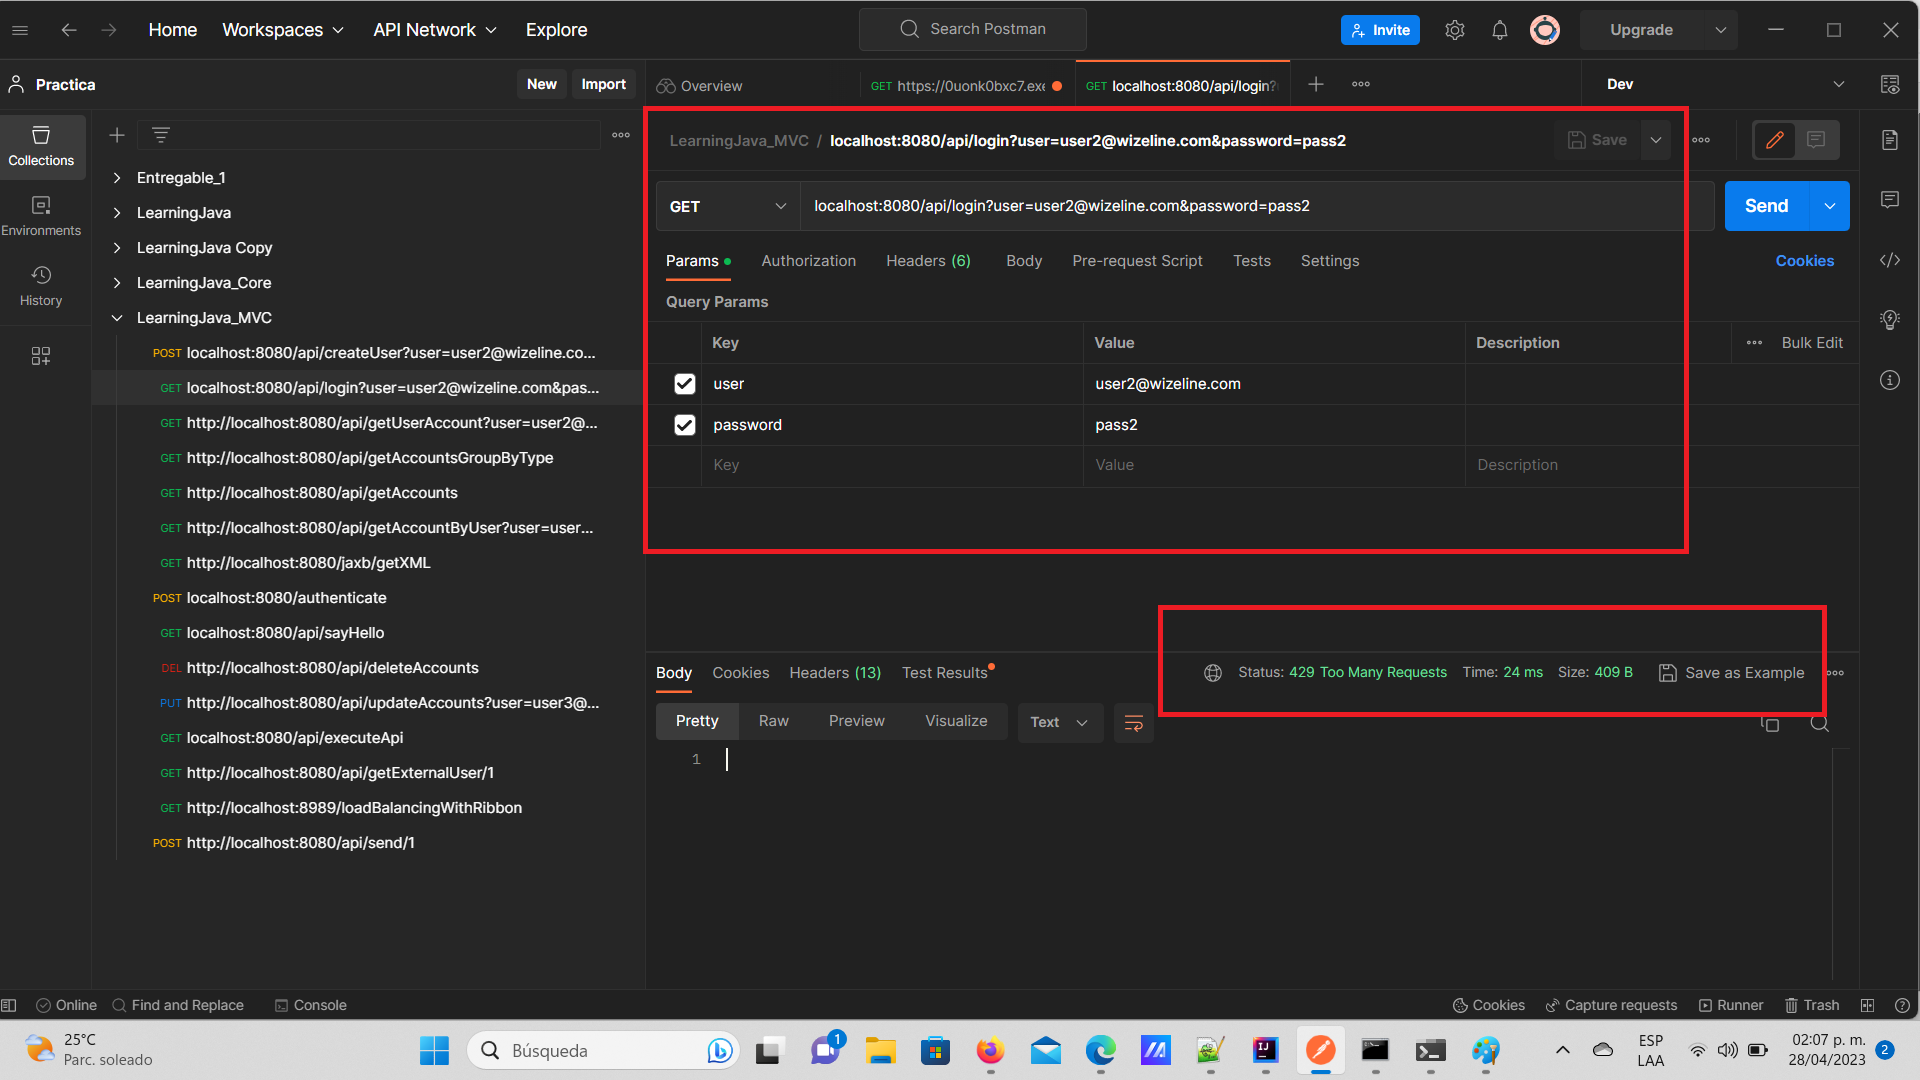 Home Workspaces API Network Explore Search Postman Invite Upgrade
Practica New Import Overview GET https://0uonk0bxc7.exe GET localhost:8080/api/login? Dev
LearningJava_MVC / localhost:8080/api/login?user=user2@wizeline.com&password=pass2 Save
Collections
Environments
History
Entregable_1
LearningJava
LearningJava Copy
LearningJava_Core
LearningJava_MVC
POST localhost:8080/api/createUser?user=user2@wizeline.co...
GET localhost:8080/api/login?user=user2@wizeline.com&pas...
GET http://localhost:8080/api/getUserAccount?user=user2@...
GET http://localhost:8080/api/getAccountsGroupByType
GET http://localhost:8080/api/getAccounts
GET http://localhost:8080/api/getAccountByUser?user=user...
GET http://localhost:8080/jaxb/getXML
POST localhost:8080/authenticate
GET localhost:8080/api/sayHello
DEL http://localhost:8080/api/deleteAccounts
PUT http://localhost:8080/api/updateAccounts?user=user3@...
GET localhost:8080/api/executeApi
GET http://localhost:8080/api/getExternalUser/1
GET http://localhost:8989/loadBalancingWithRibbon
POST http://localhost:8080/api/send/1
GET localhost:8080/api/login?user=user2@wizeline.com&password=pass2 Send
Params Authorization Headers (6) Body Pre-request Script Tests Settings Cookies
Query Params
Key Value Description Bulk Edit
user user2@wizeline.com
password pass2
Key Value Description
Body Cookies Headers (13) Test Results Status: 429 Too Many Requests Time: 24 ms Size: 409 B Save as Example
Pretty Raw Preview Visualize Text
1
Online Find and Replace Console Cookies Capture requests Runner Trash
25°C
Parc. soleado
Búsqueda
1
IJ
ESP
LAA
02:07 p. m.
28/04/2023
2